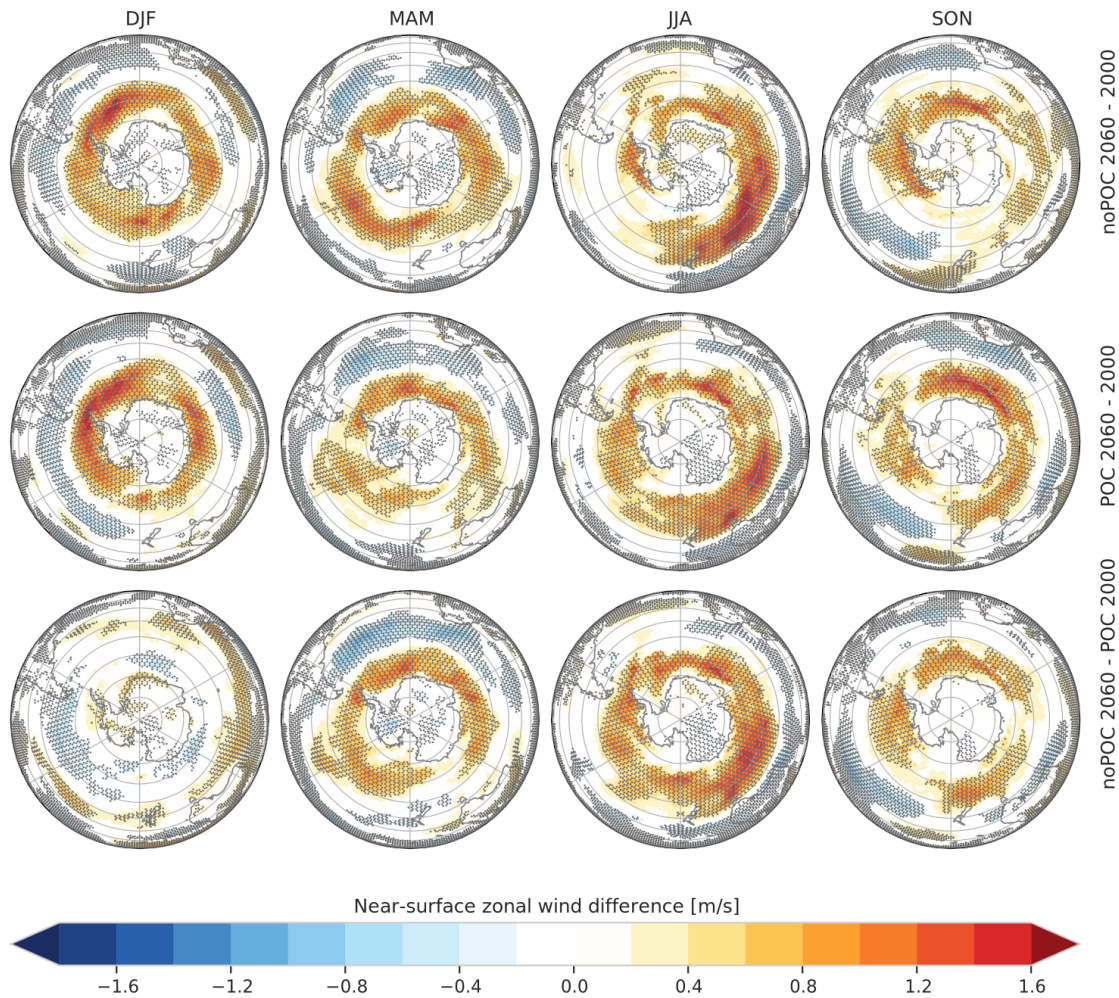 DJF MAM JJA SON
noPOC 2060 - 2000
POC 2060 - 2000
noPOC 2060 - POC 2000
Near-surface zonal wind difference [m/s]
−1.6 −1.2 −0.8 −0.4 0.0 0.4 0.8 1.2 1.6